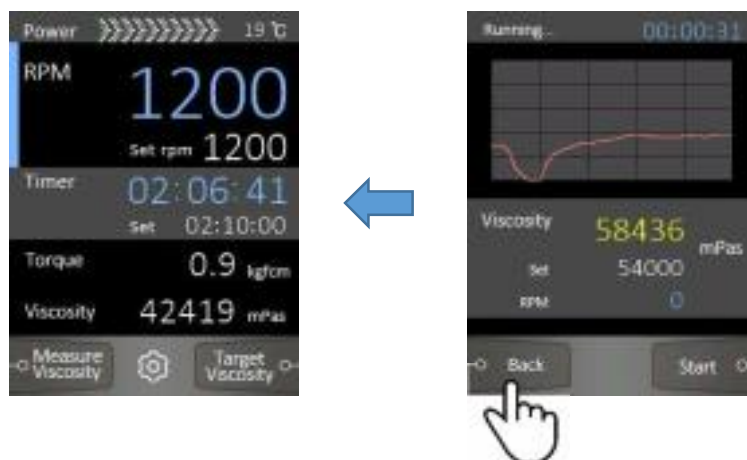 Power 19 ℃
RPM 1200
Set rpm 1200
Timer 02:06:41
Set 02:10:00
Torque 0.9 kgfcm
Viscosity 42419 mPas
Measure
Viscosity
Target
Viscosity
Running... 00:00:31
Viscosity 58436 mPas
Set 54000
RPM 0
Back Start